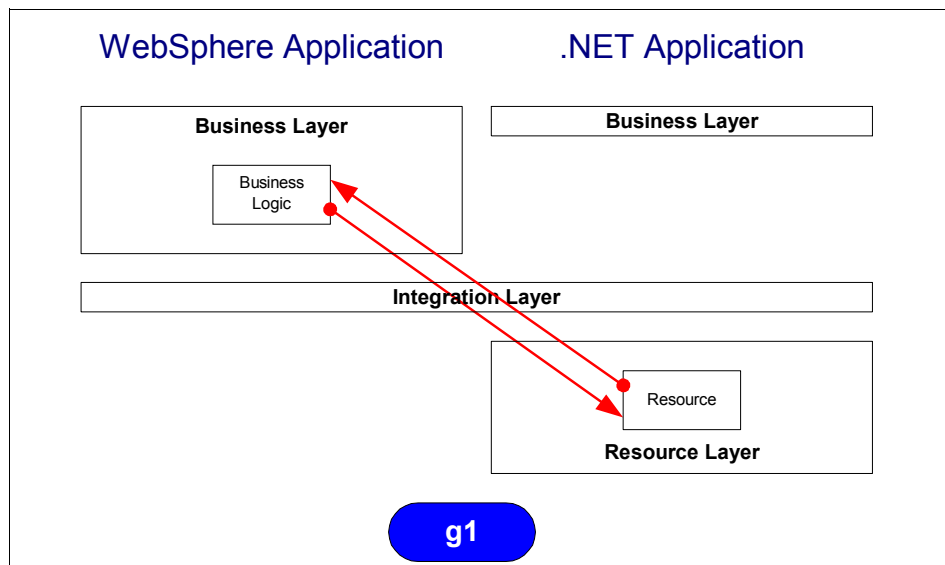 WebSphere Application
.NET Application
Business Layer
Business Layer
Business
Logic
Integration Layer
Resource
Resource Layer
g1